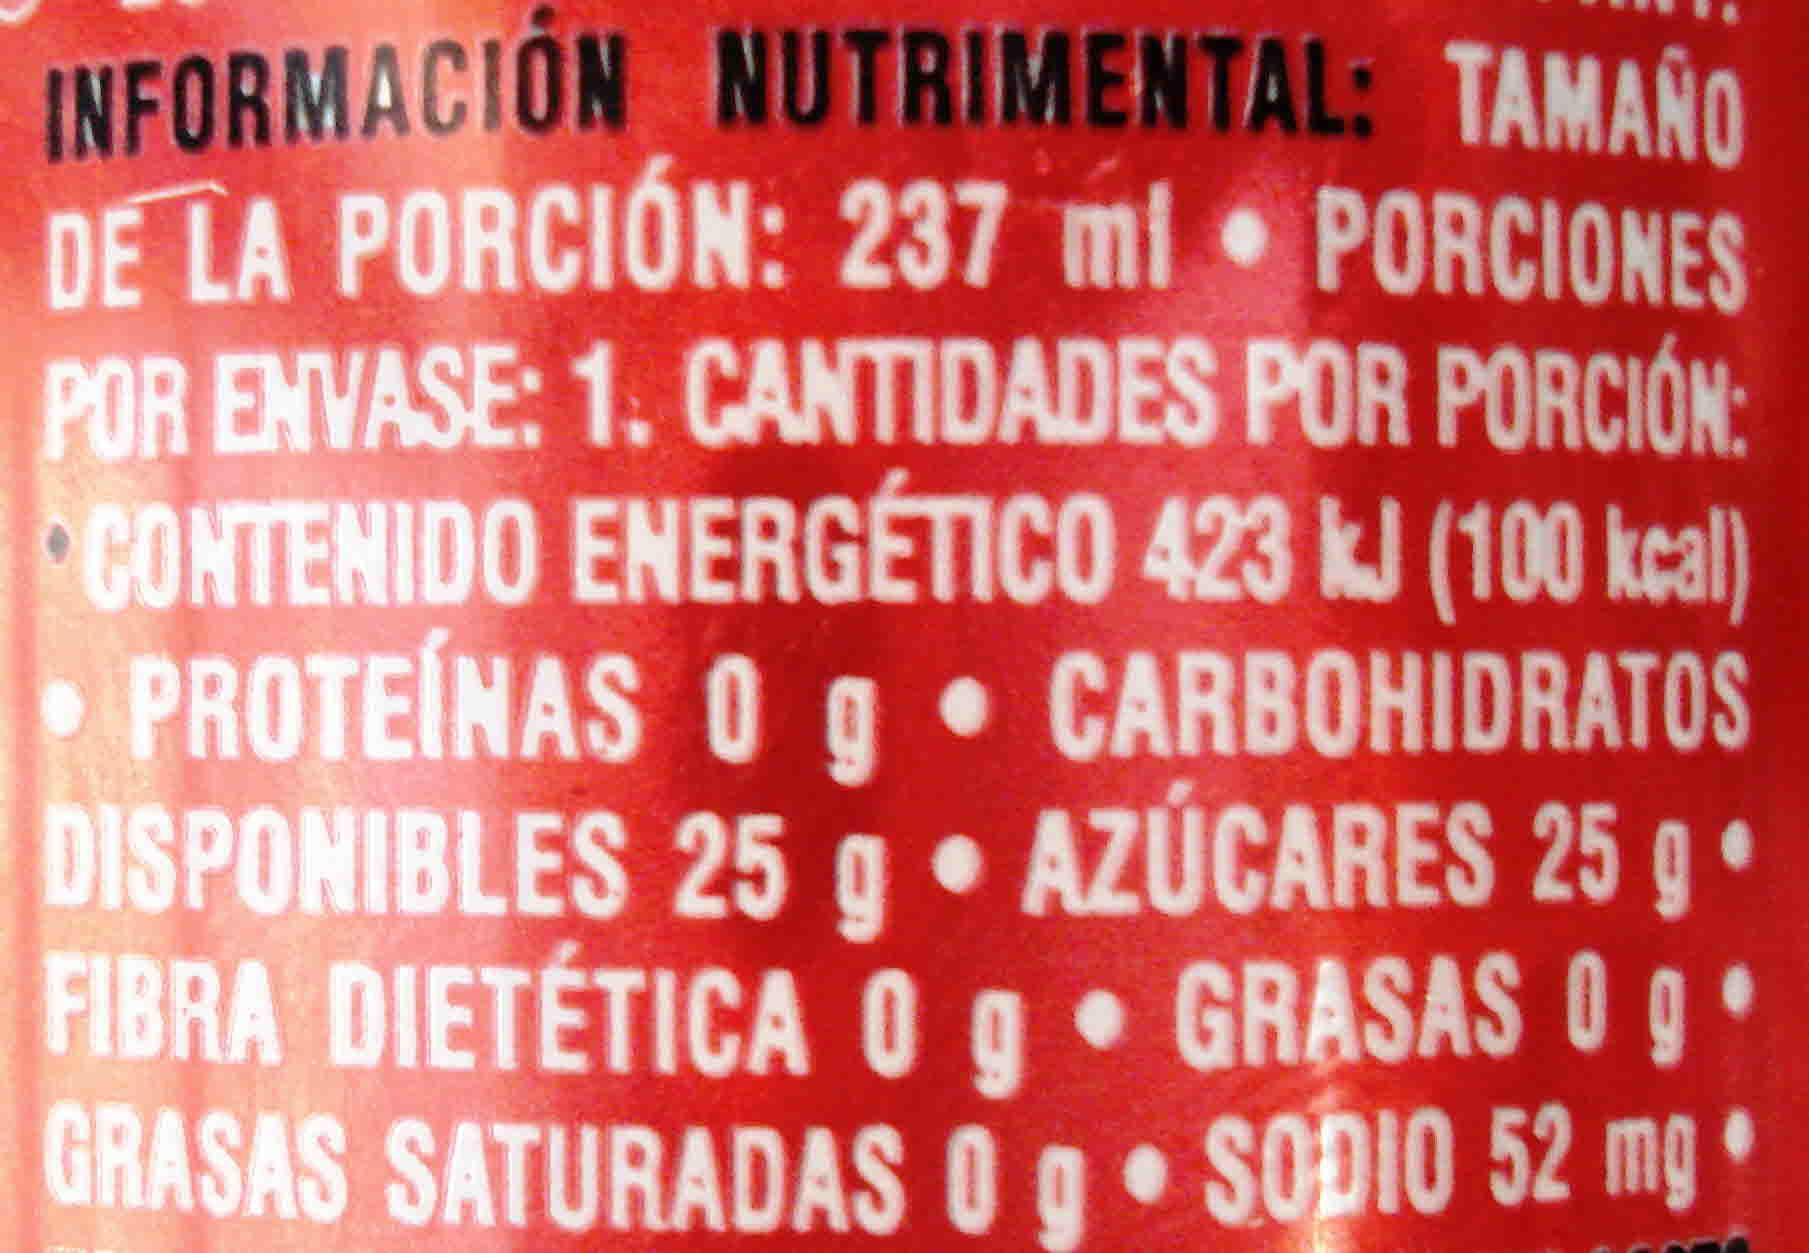 INFORMACIÓN NUTRIMENTAL: TAMAÑO
DE LA PORCIÓN: 237 ml • PORCIONES
POR ENVASE: 1. CANTIDADES POR PORCIÓN:
• CONTENIDO ENERGÉTICO 423 kJ (100 kcal)
• PROTEÍNAS 0 g • CARBOHIDRATOS
DISPONIBLES 25 g • AZÚCARES 25 g •
FIBRA DIETÉTICA 0 g • GRASAS 0 g •
GRASAS SATURADAS 0 g • SODIO 52 mg •